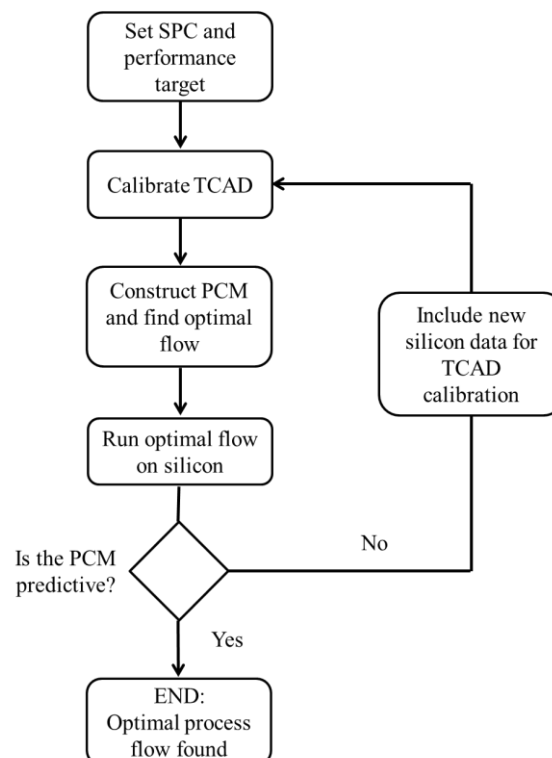 Set SPC and
performance
target
Calibrate TCAD
Construct PCM
and find optimal
flow
Include new
silicon data for
TCAD
calibration
Run optimal flow
on silicon
Is the PCM
predictive?
No
Yes
END:
Optimal process
flow found